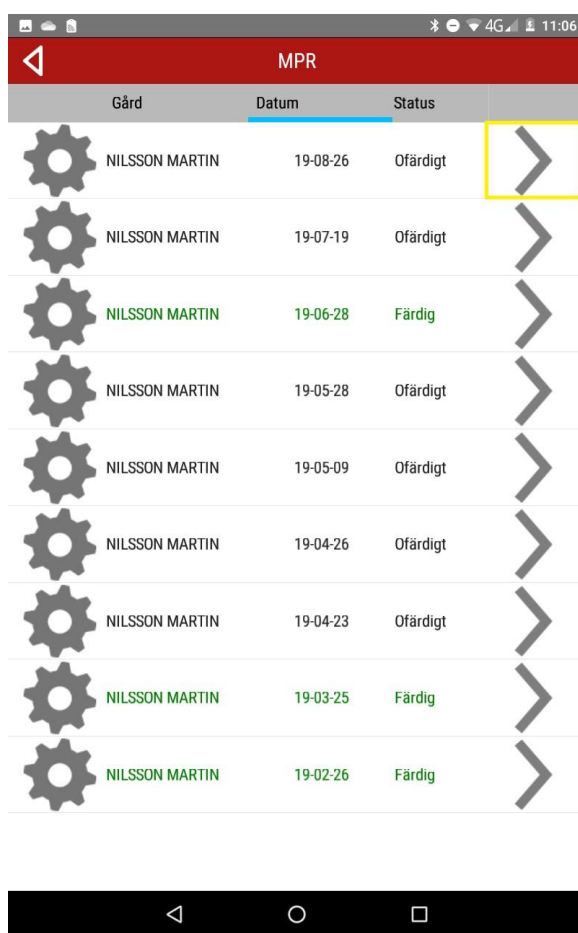 4G 11:06
MPR
Gård Datum Status
NILSSON MARTIN 19-08-26 Ofärdigt
NILSSON MARTIN 19-07-19 Ofärdigt
NILSSON MARTIN 19-06-28 Färdig
NILSSON MARTIN 19-05-28 Ofärdigt
NILSSON MARTIN 19-05-09 Ofärdigt
NILSSON MARTIN 19-04-26 Ofärdigt
NILSSON MARTIN 19-04-23 Ofärdigt
NILSSON MARTIN 19-03-25 Färdig
NILSSON MARTIN 19-02-26 Färdig